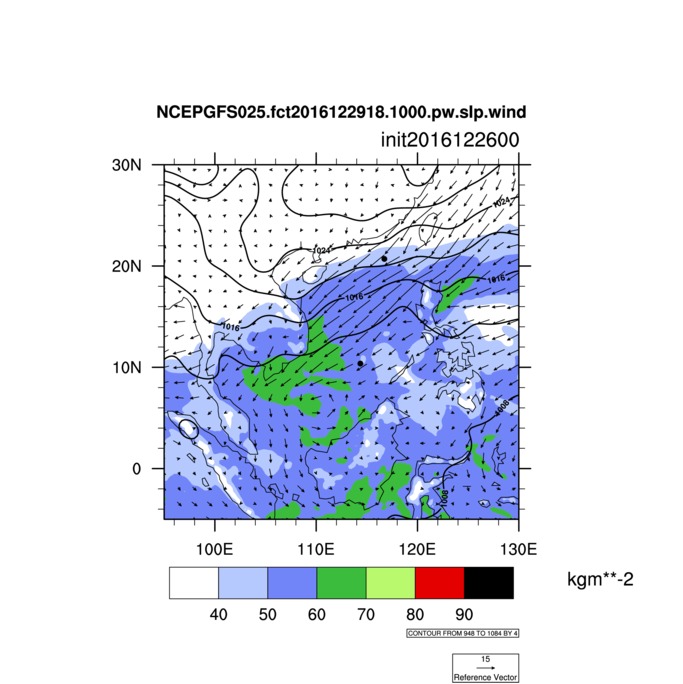 NCEPGFS025.fct2016122918.1000.pw.slp.wind
init2016122600
30N
1024
1024
20N
1016
1016
1016
10N
1008
0
1008
100E 110E 120E 130E
kgm**-2
40 50 60 70 80 90
CONTOUR FROM 948 TO 1084 BY 4
15
Reference Vector